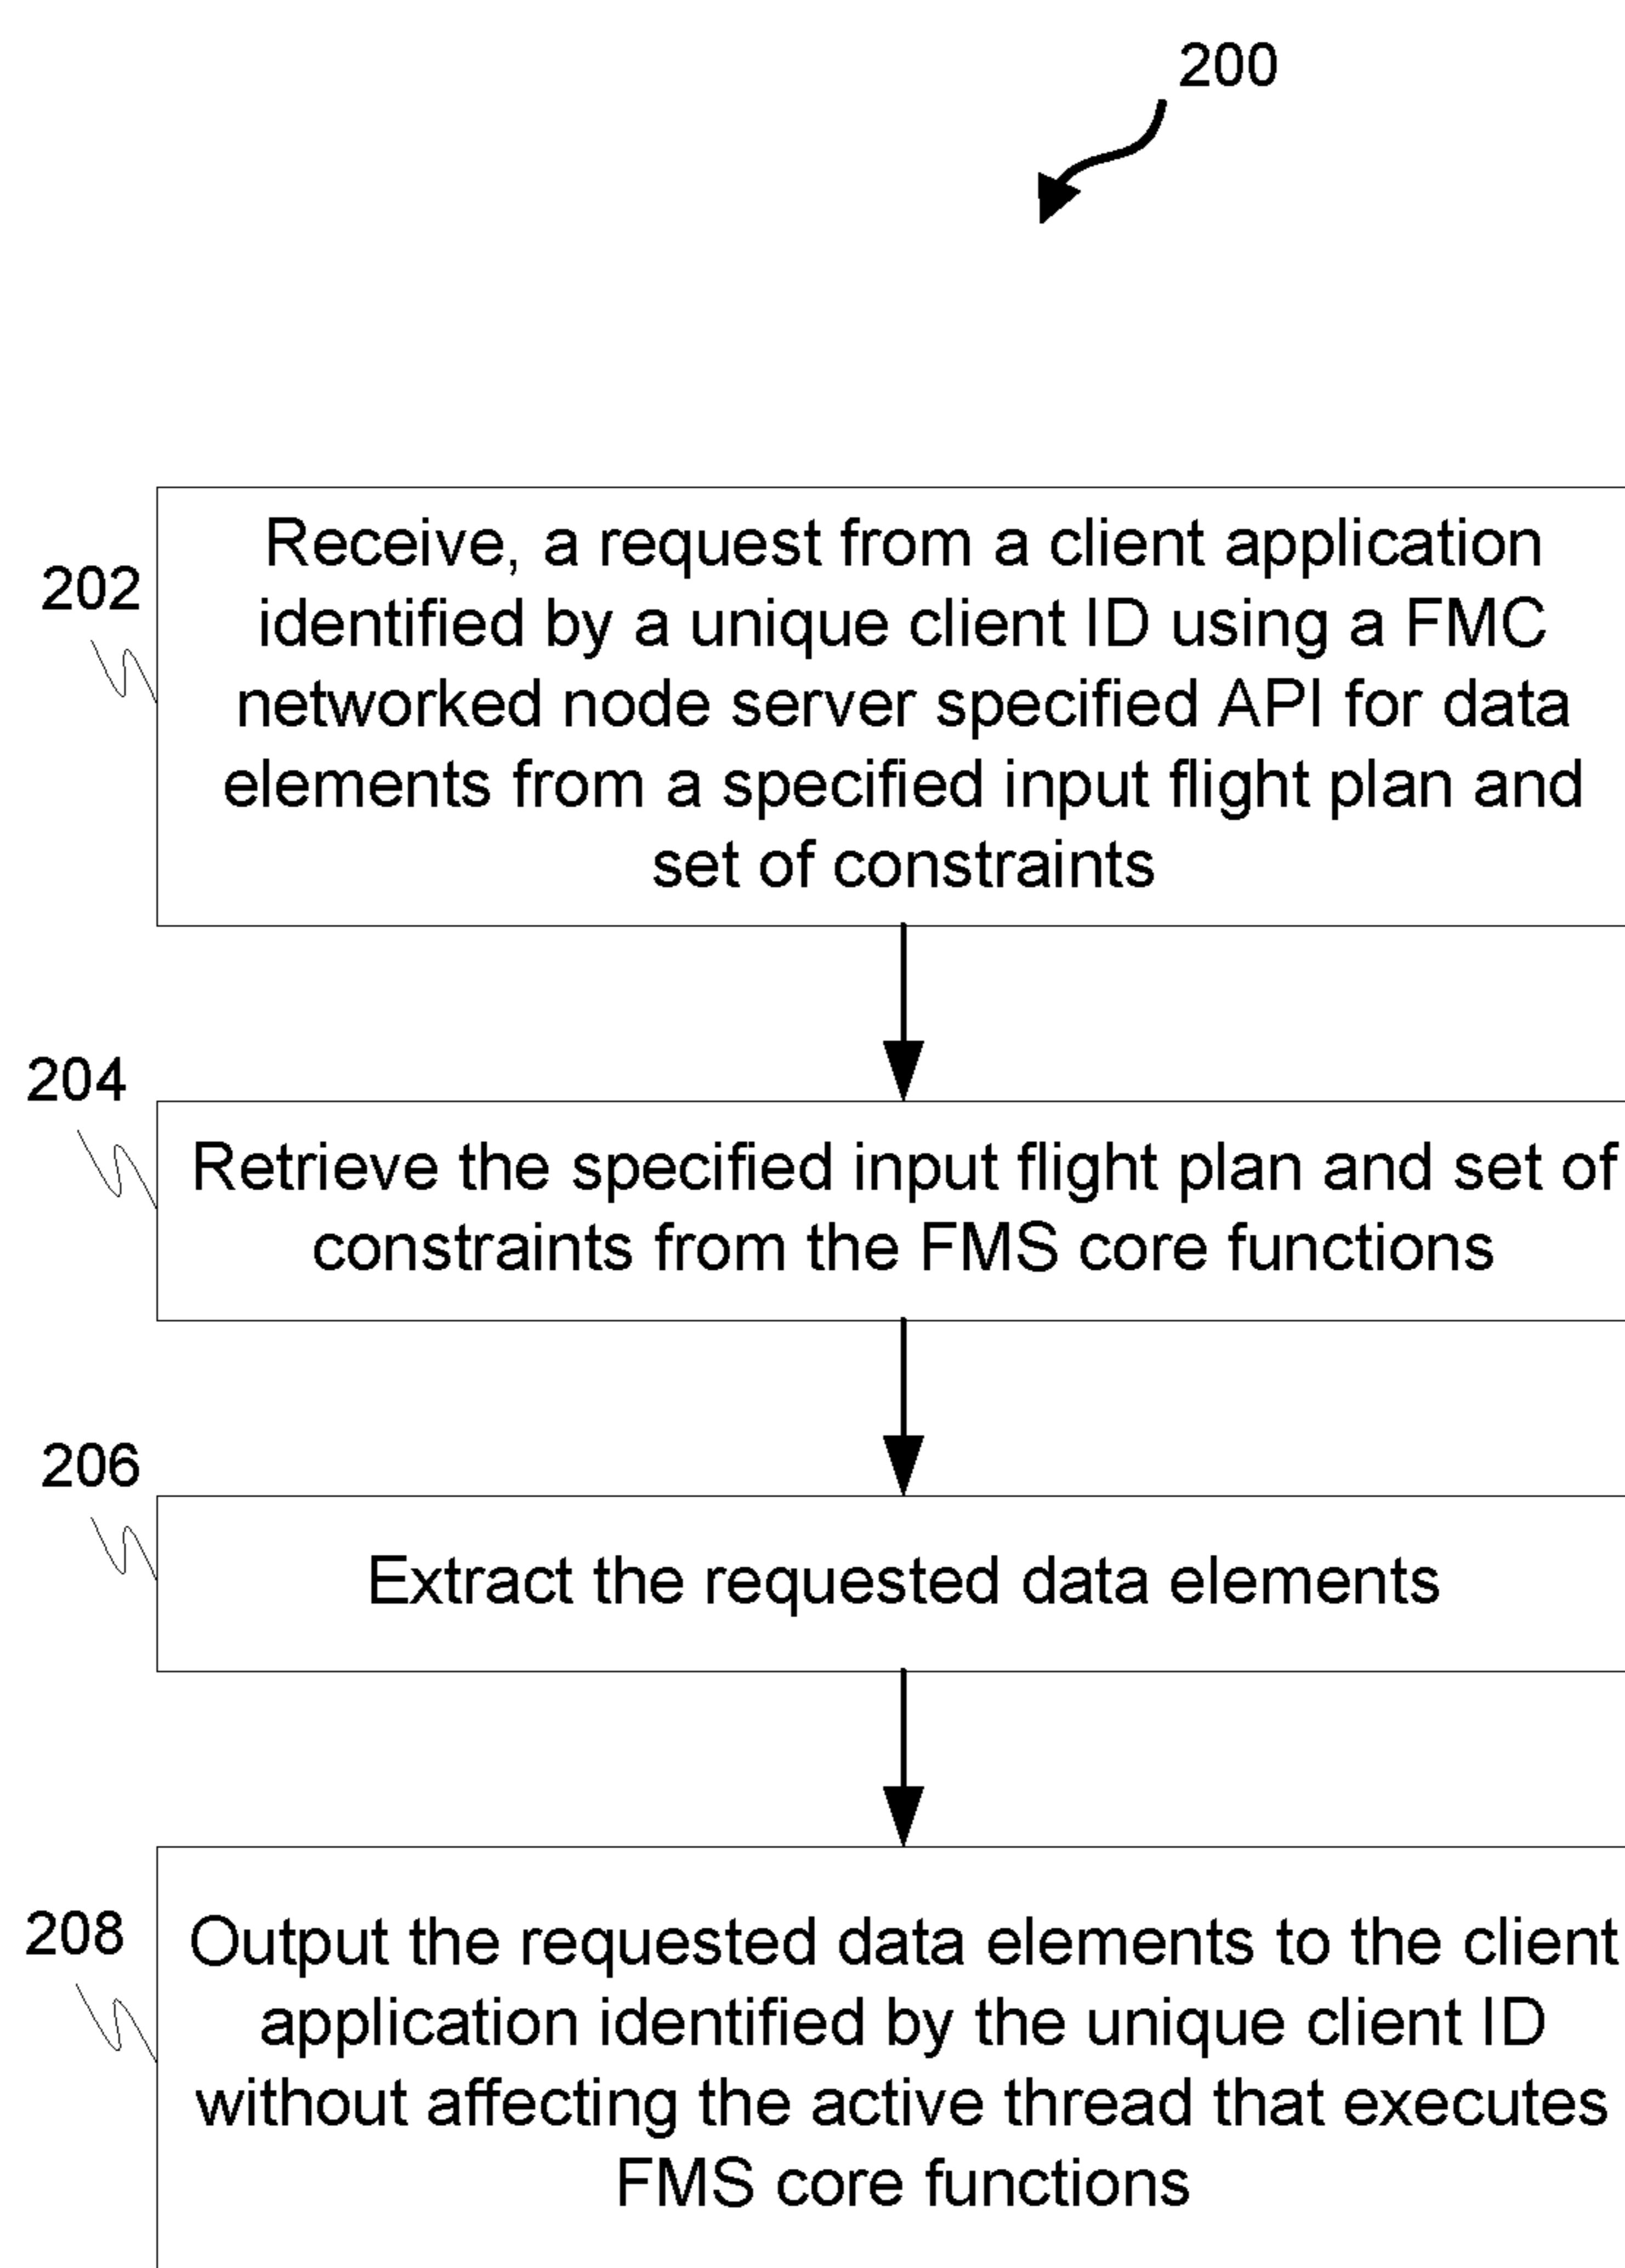 200
202
Receive, a request from a client application
identified by a unique client ID using a FMC
networked node server specified API for data
elements from a specified input flight plan and
set of constraints
204
Retrieve the specified input flight plan and set of
constraints from the FMS core functions
206
Extract the requested data elements
208
Output the requested data elements to the client
application identified by the unique client ID
without affecting the active thread that executes
FMS core functions